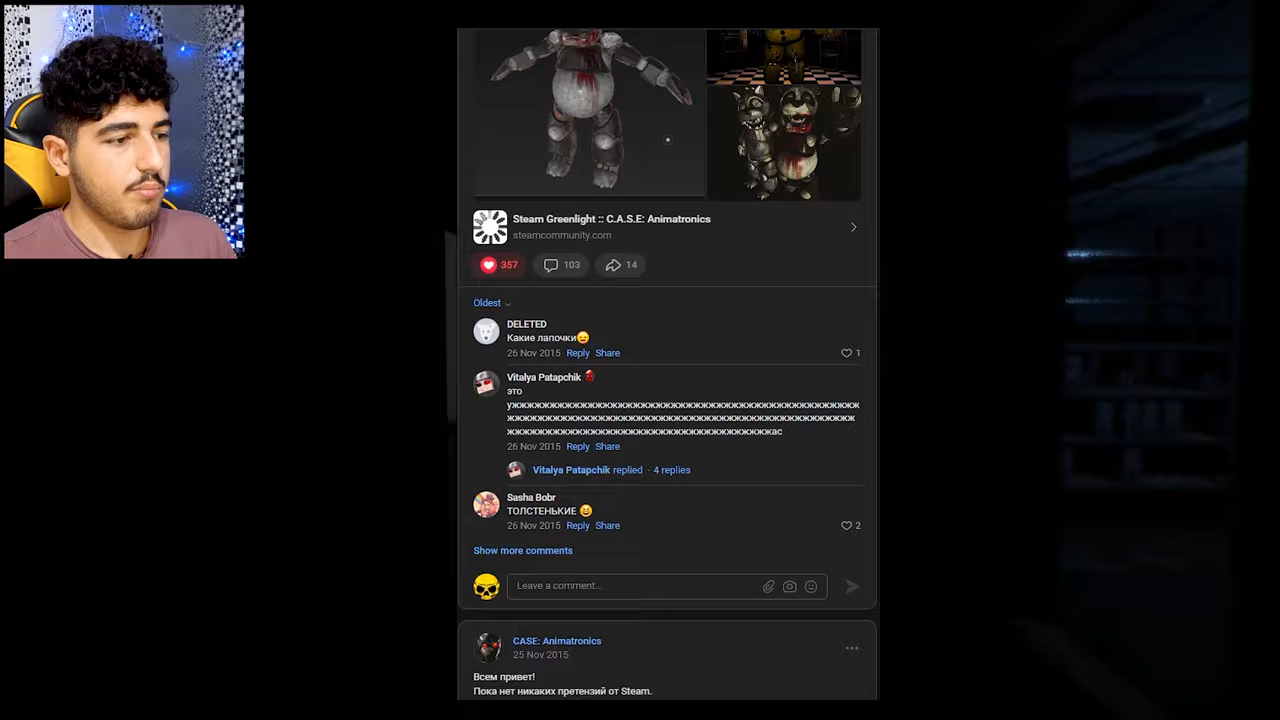 Steam Greenlight :: C.A.S.E: Animatronics
steamcommunity.com
357 103 14
Oldest
DELETED
Какие лапочки😄
26 Nov 2015 Reply Share 1
Vitalya Patapchik
это
ужжжжжжжжжжжжжжжжжжжжжжжжжжжжжжжжжжжжжжжжжжжж
жжжжжжжжжжжжжжжжжжжжжжжжжжжжжжжжжжжжжжжжжжжж
жжжжжжжжжжжжжжжжжжжжжжжжжжжжжжжжжжас
26 Nov 2015 Reply Share
Vitalya Patapchik replied · 4 replies
Sasha Bobr
ТОЛСТЕНЬКИЕ 😆
26 Nov 2015 Reply Share 2
Show more comments
Leave a comment...
CASE: Animatronics
25 Nov 2015
Всем привет!
Пока нет никаких претензий от Steam.